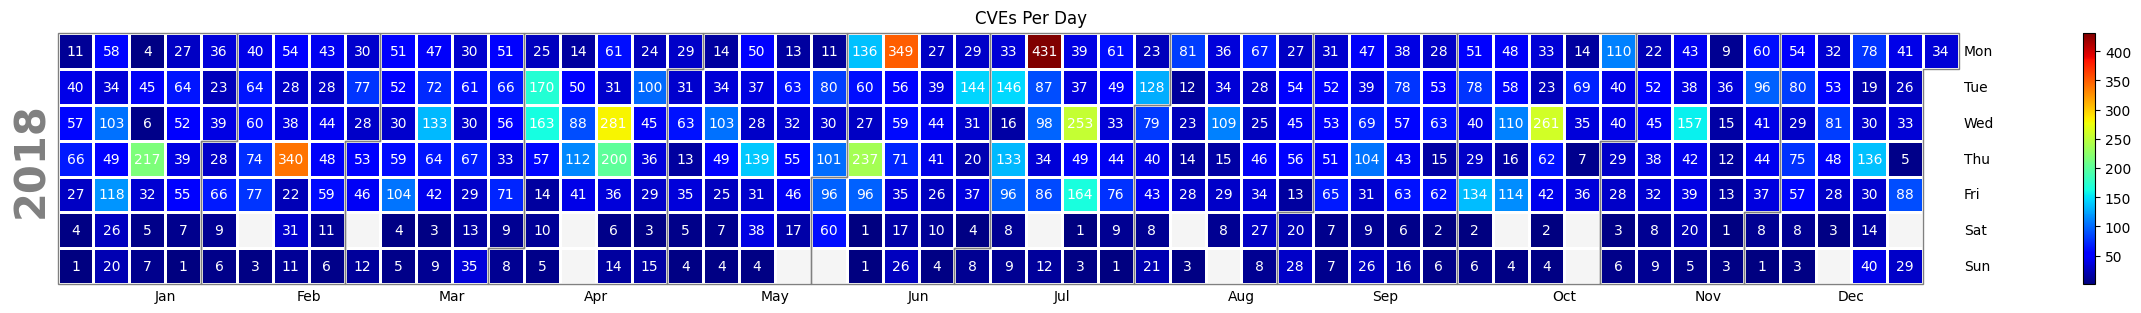 CVEs Per Day
2018
11 58 4 27 36 40 54 43 30 51 47 30 51 25 14 61 24 29 14 50 13 11 136 349 27 29 33 431 39 61 23 81 36 67 27 31 47 38 28 51 48 33 14 110 22 43 9 60 54 32 78 41 34 Mon
40 34 45 64 23 64 28 28 77 52 72 61 66 170 50 31 100 31 34 37 63 80 60 56 39 144 146 87 37 49 128 12 34 28 54 52 39 78 53 78 58 23 69 40 52 38 36 96 80 53 19 26 Tue
57 103 6 52 39 60 38 44 28 30 133 30 56 163 88 281 45 63 103 28 32 30 27 59 44 31 16 98 253 33 79 23 109 25 45 53 69 57 63 40 110 261 35 40 45 157 15 41 29 81 30 33 Wed
66 49 217 39 28 74 340 48 53 59 64 67 33 57 112 200 36 13 49 139 55 101 237 71 41 20 133 34 49 44 40 14 15 46 56 51 104 43 15 29 16 62 7 29 38 42 12 44 75 48 136 5 Thu
27 118 32 55 66 77 22 59 46 104 42 29 71 14 41 36 29 35 25 31 46 96 96 35 26 37 96 86 164 76 43 28 29 34 13 65 31 63 62 134 114 42 36 28 32 39 13 37 57 28 30 88 Fri
4 26 5 7 9 31 11 4 3 13 9 10 6 3 5 7 38 17 60 1 17 10 4 8 1 9 8 8 27 20 7 9 6 2 2 2 3 8 20 1 8 8 3 14 Sat
1 20 7 1 6 3 11 6 12 5 9 35 8 5 14 15 4 4 4 1 26 4 8 9 12 3 1 21 3 8 28 7 26 16 6 6 4 4 6 9 5 3 1 3 40 29 Sun
Jan Feb Mar Apr May Jun Jul Aug Sep Oct Nov Dec
400
350
300
250
200
150
100
50